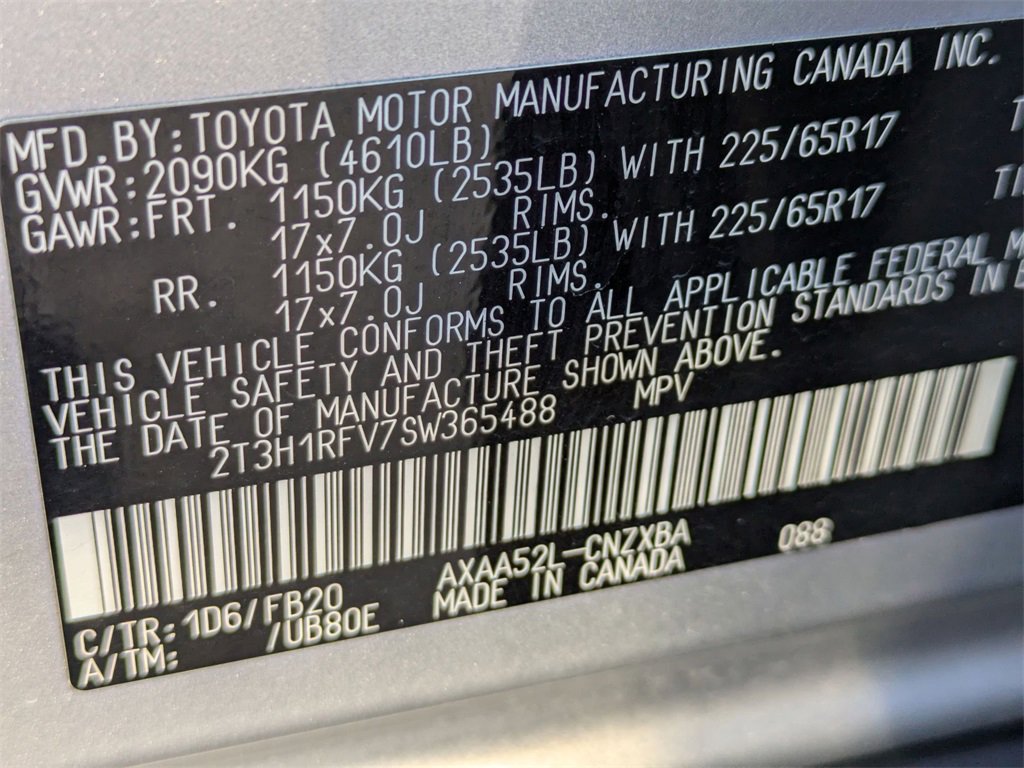 MFD.BY:TOYOTA MOTOR MANUFACTURING CANADA INC.
GVWR:2090KG (4610LB)
GAWR:FRT. 1150KG (2535LB) WITH 225/65R17
17x7.0J RIMS.
RR. 1150KG (2535LB) WITH 225/65R17
17x7.0J RIMS.
THIS VEHICLE CONFORMS TO ALL APPLICABLE FEDERAL
VEHICLE SAFETY AND THEFT PREVENTION STANDARDS IN
THE DATE OF MANUFACTURE SHOWN ABOVE.
2T3H1RFV7SW365488 MPV
C/TR:1D6/FB20 AXAA52L-CNZXBA 088
A/TM: /UB80E MADE IN CANADA